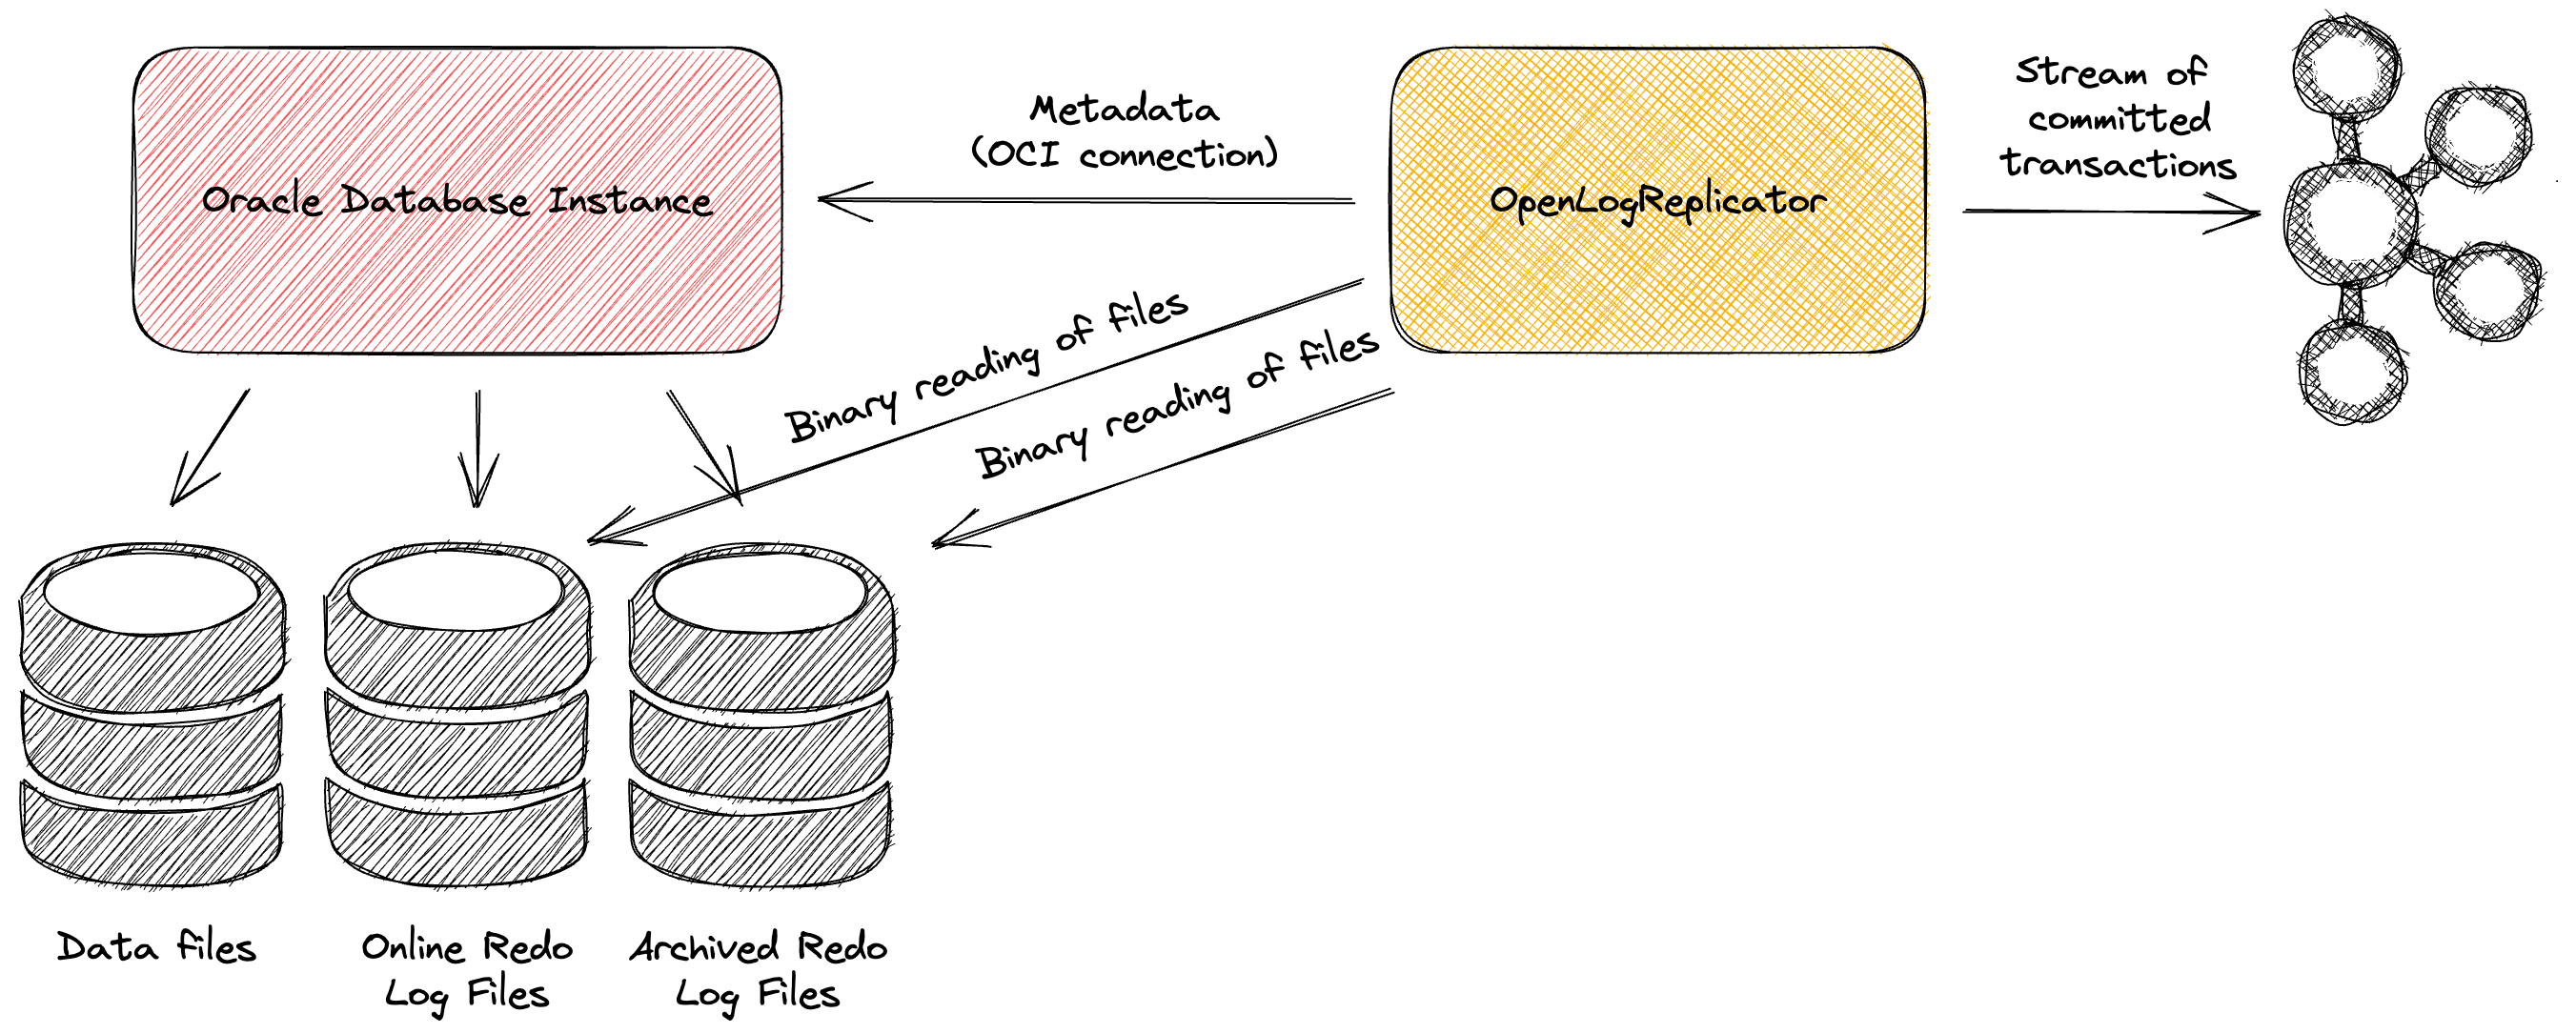 Oracle Database Instance
Metadata
(OCI connection)
OpenLogReplicator
Stream of
committed
transactions
Binary reading of files
Binary reading of files
Data files
Online Redo
Log Files
Archived Redo
Log Files